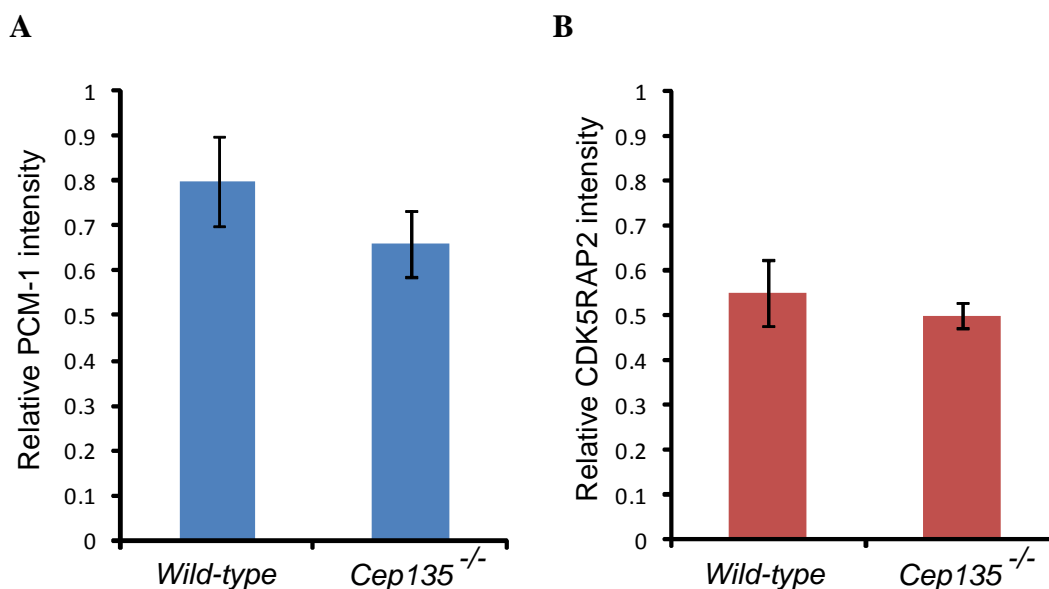 A
Relative PCM-1 intensity
1
0.9
0.8
0.7
0.6
0.5
0.4
0.3
0.2
0.1
0
Wild-type
Cep135 -/-
B
Relative CDK5RAP2 intensity
1
0.9
0.8
0.7
0.6
0.5
0.4
0.3
0.2
0.1
0
Wild-type
Cep135 -/-